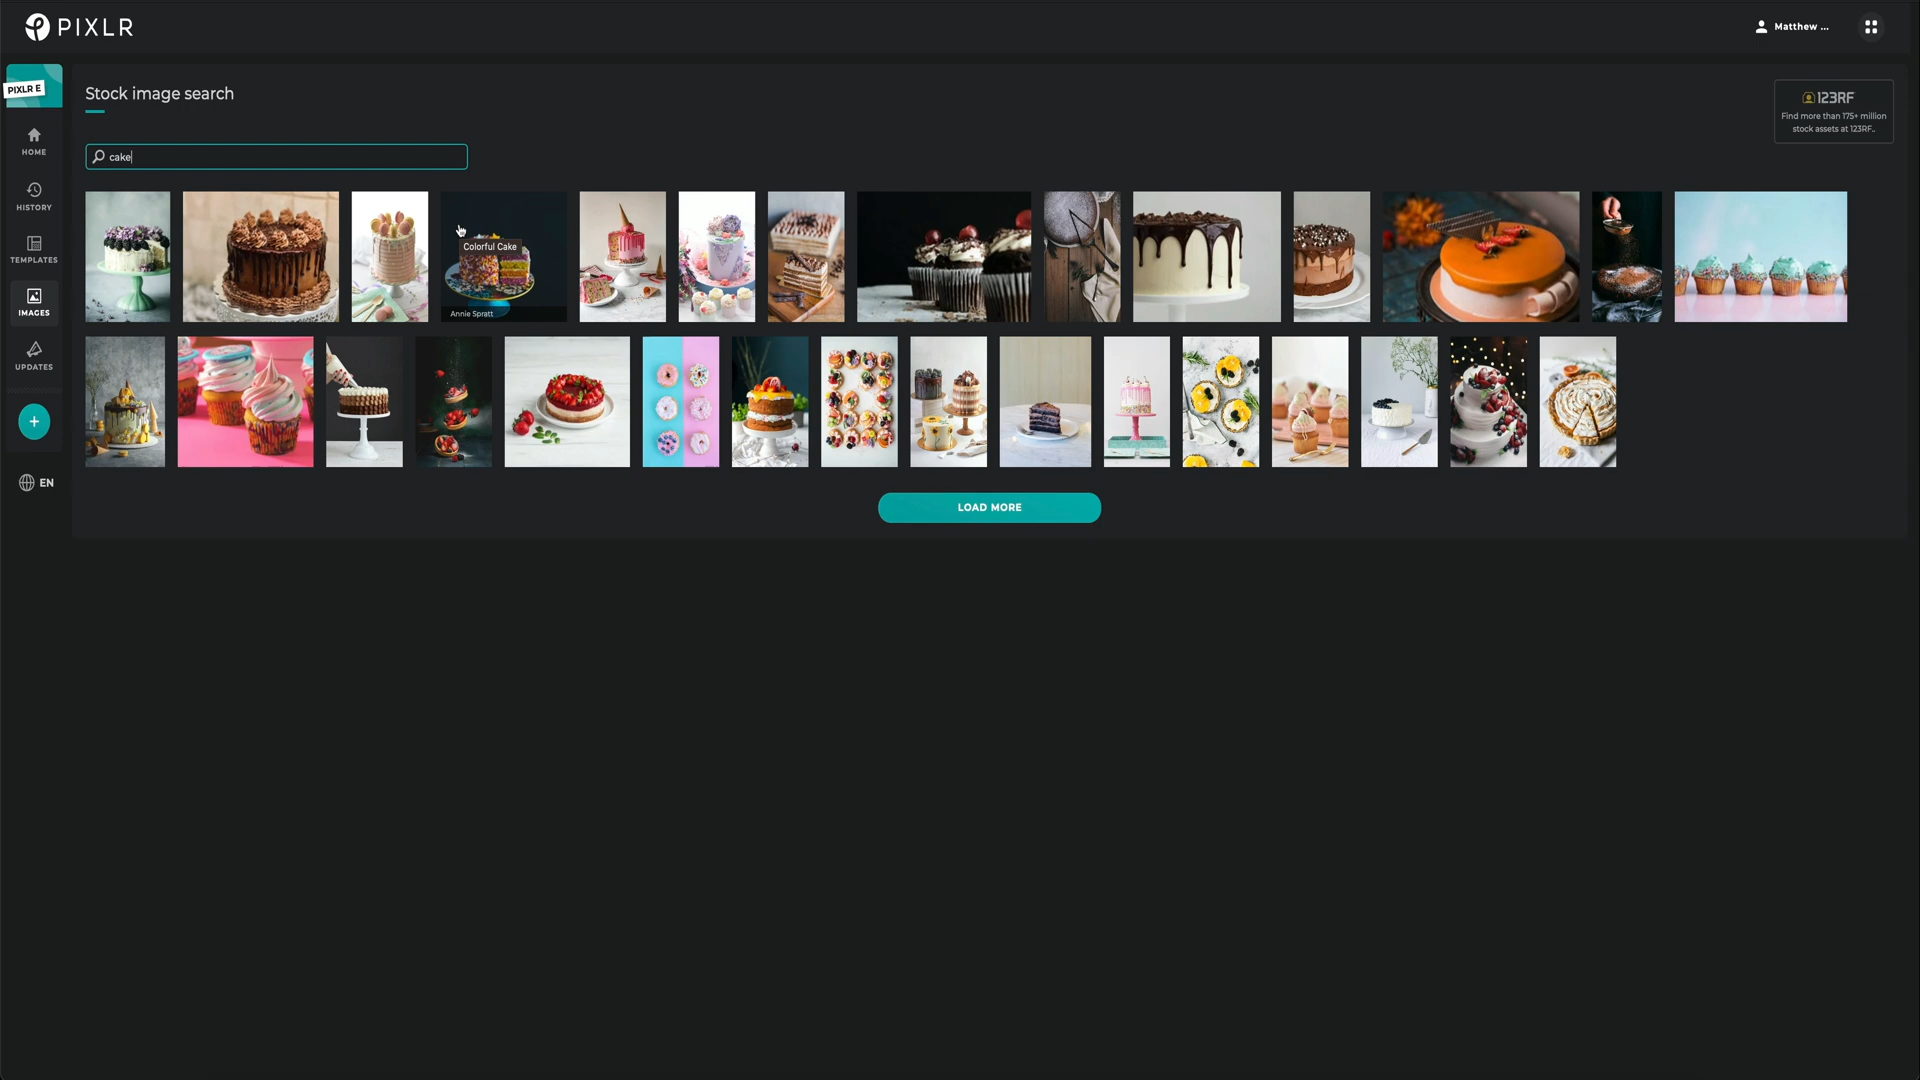 PIXLR
Matthew ...
PIXLR E
Stock image search
123RF
Find more than 175+ million
stock assets at 123RF..
HOME
cake
HISTORY
TEMPLATES
Colorful Cake
IMAGES
Annie Spratt
UPDATES
+
EN
LOAD MORE